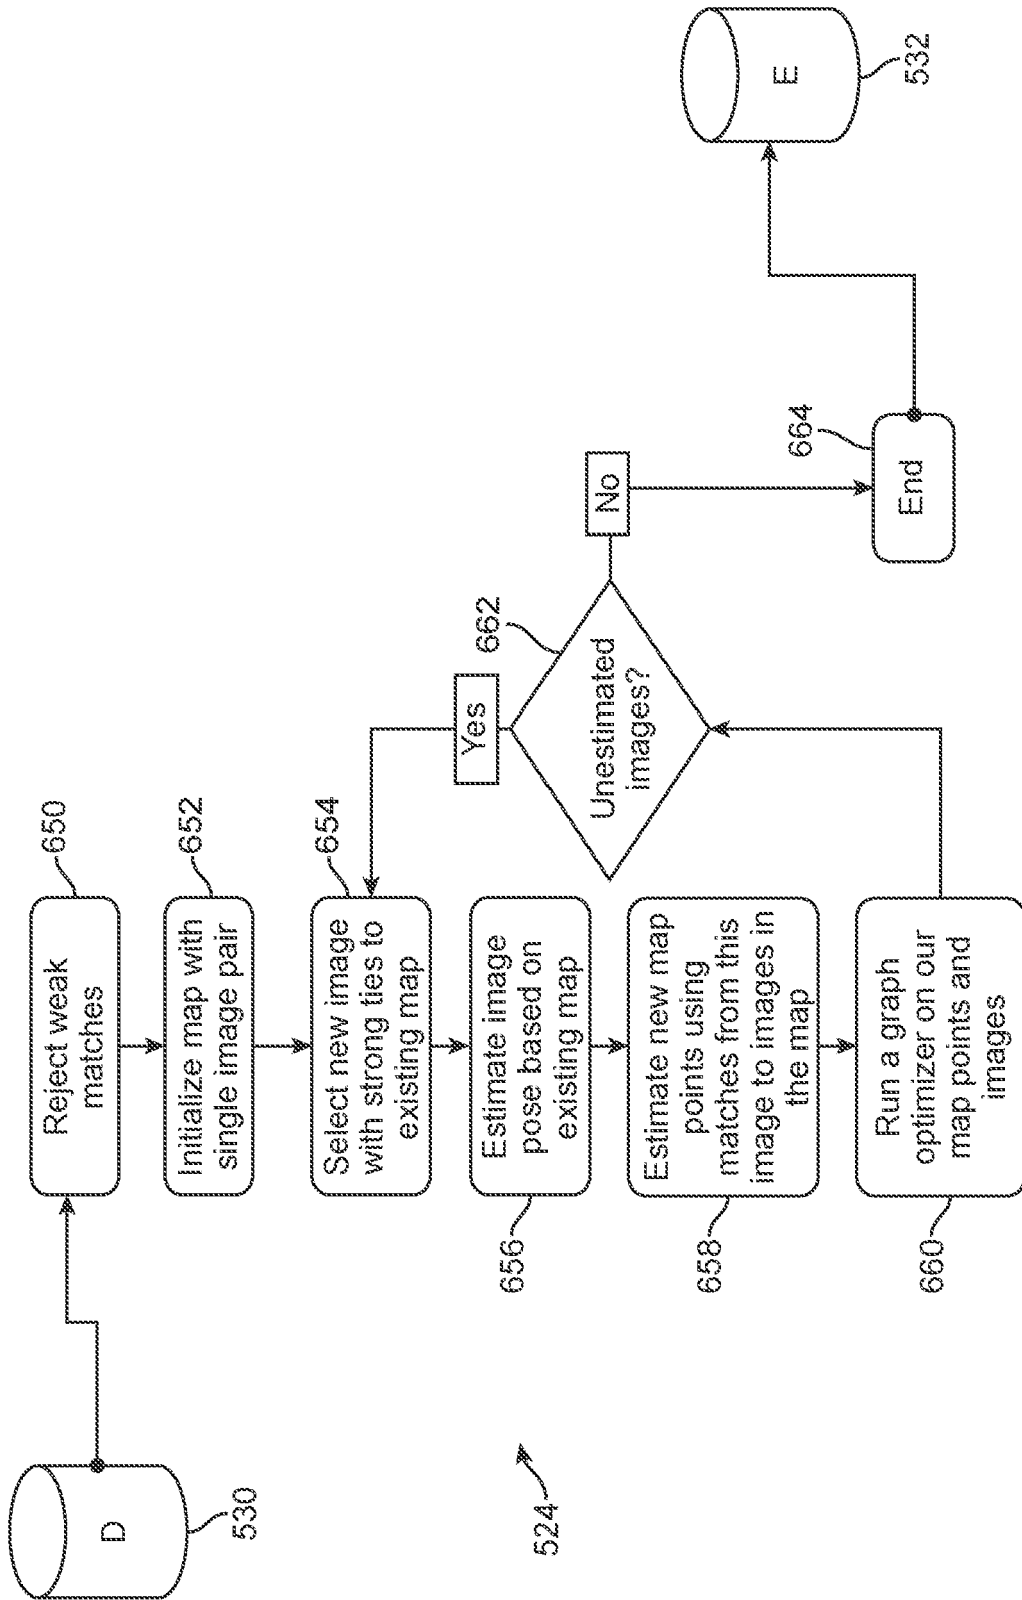 D
530
524
Reject weak
matches
650
Initialize map with
single image pair
652
Select new image
with strong ties to
existing map
654
Estimate image
pose based on
existing map
656
Estimate new map
points using
matches from this
image to images in
the map
658
Run a graph
optimizer on our
map points and
images
660
Unestimated
images?
662
Yes
No
End
664
E
532